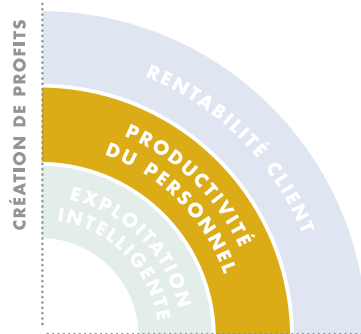 CRÉATION DE PROFITS
RENTABILITÉ CLIENT
PRODUCTIVITÉ
DU PERSONNEL
EXPLOITATION
INTELLIGENTE